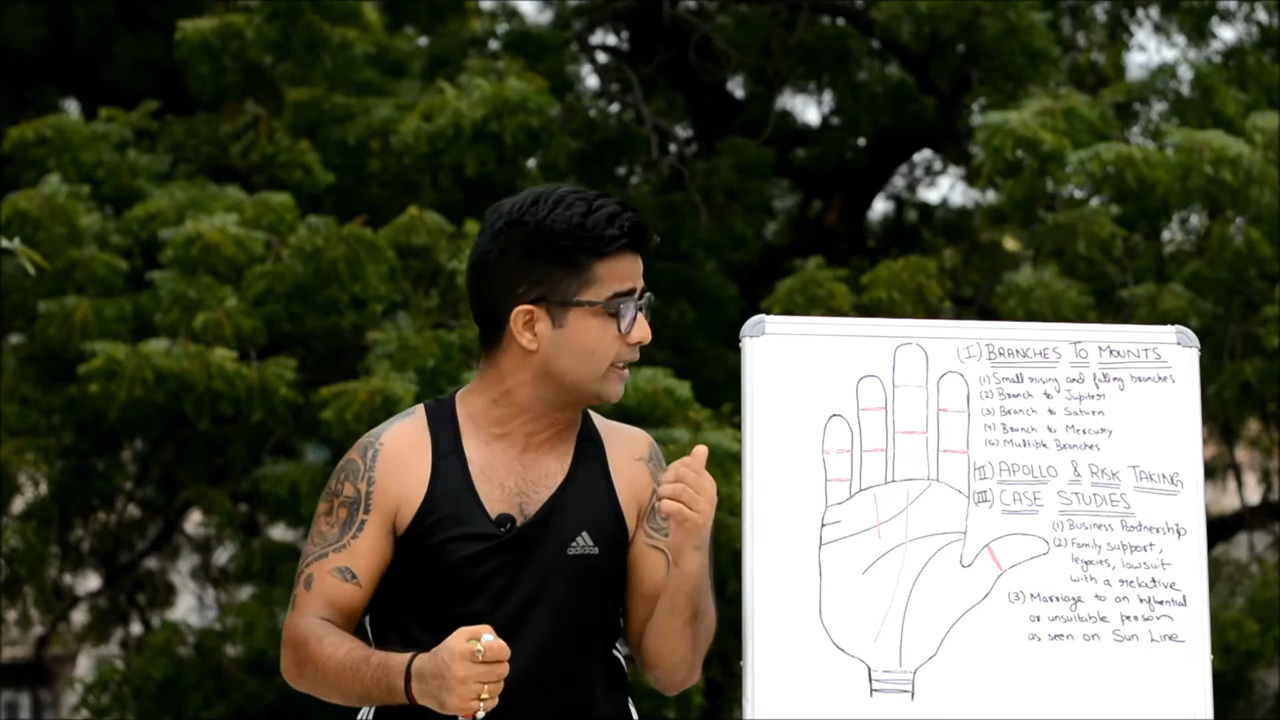 (I) BRANCHES TO MOUNTS
(1) Small rising and falling branches
(2) Branch to Jupiter
(3) Branch to Saturn
(4) Branch to Mercury
(5) Multiple Branches
(II) APOLLO & RISK TAKING
(III) CASE STUDIES
(1) Business Partnership
(2) Family support,
legacies, lawsuit
with a relative
(3) Marriage to an influential
or unsuitable person
as seen on Sun Line
adidas